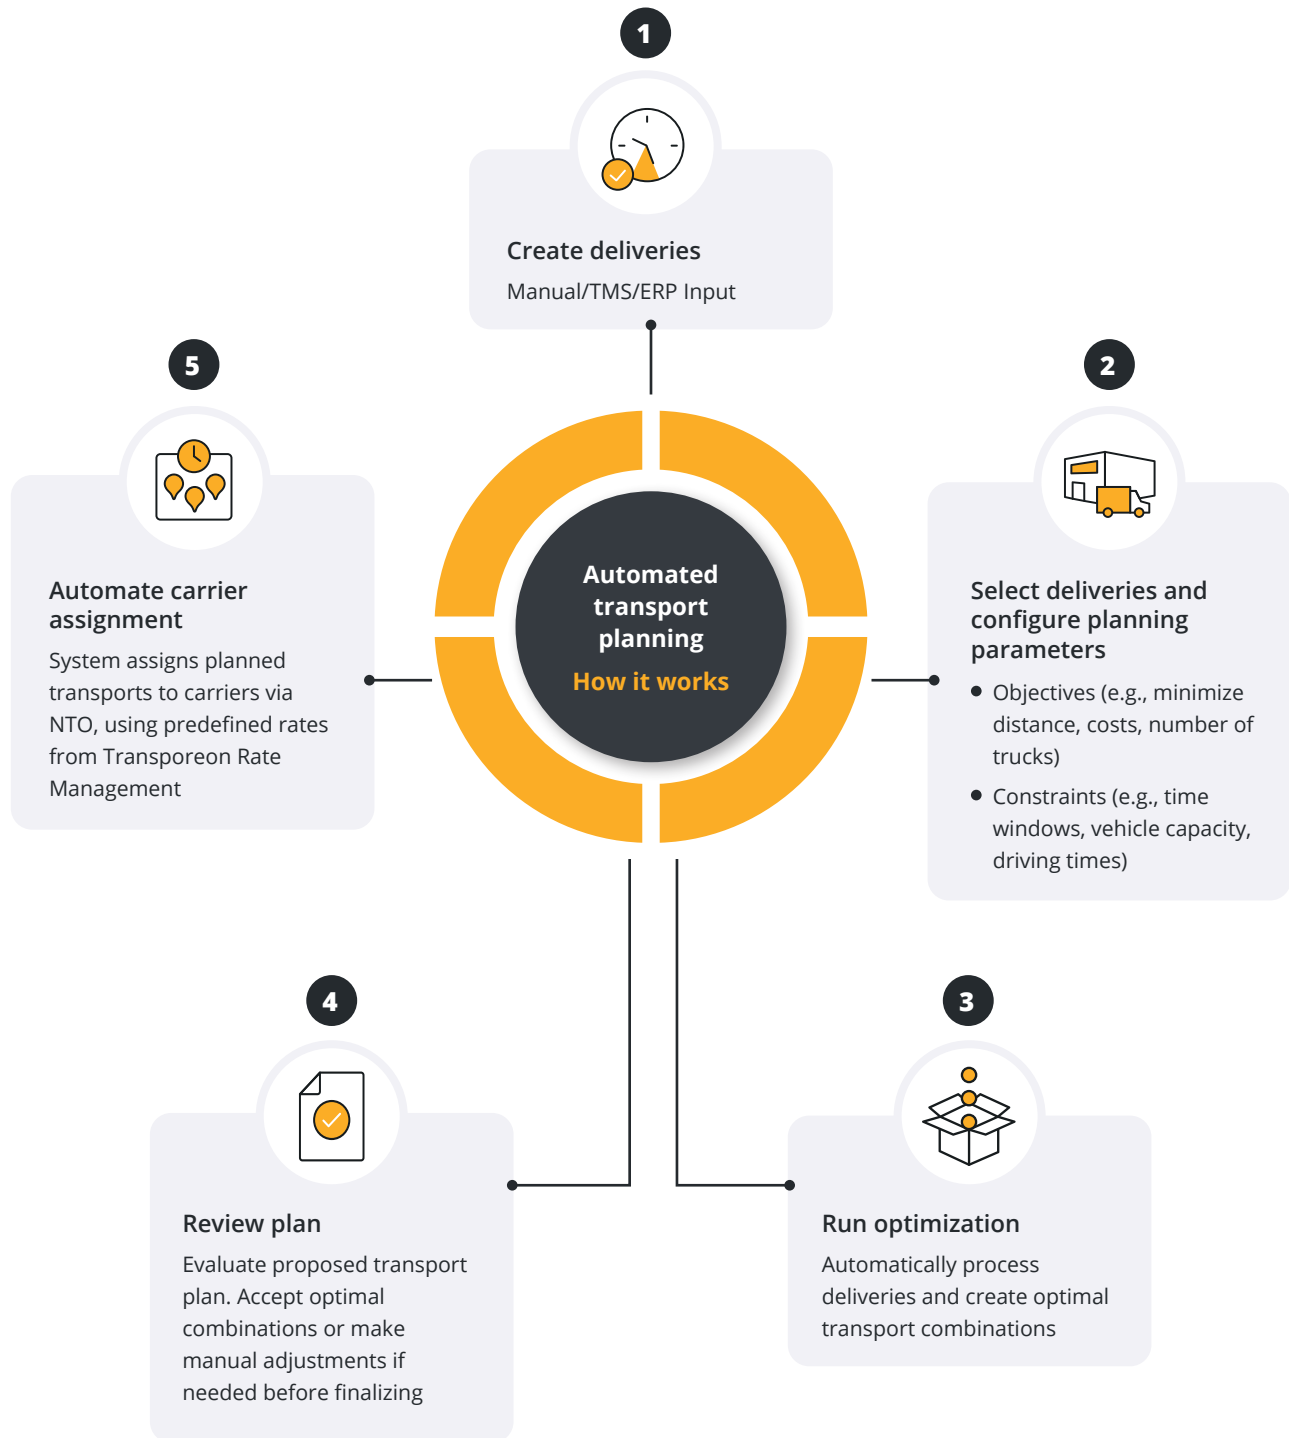 1
Create deliveries
Manual/TMS/ERP Input
Automated
transport
planning
How it works
2
Select deliveries and
configure planning
parameters
Objectives (e.g., minimize
distance, costs, number of
trucks)
Constraints (e.g., time
windows, vehicle capacity,
driving times)
3
Run optimization
Automatically process
deliveries and create optimal
transport combinations
4
Review plan
Evaluate proposed transport
plan. Accept optimal
combinations or make
manual adjustments if
needed before finalizing
5
Automate carrier
assignment
System assigns planned
transports to carriers via
NTO, using predefined rates
from Transporeon Rate
Management